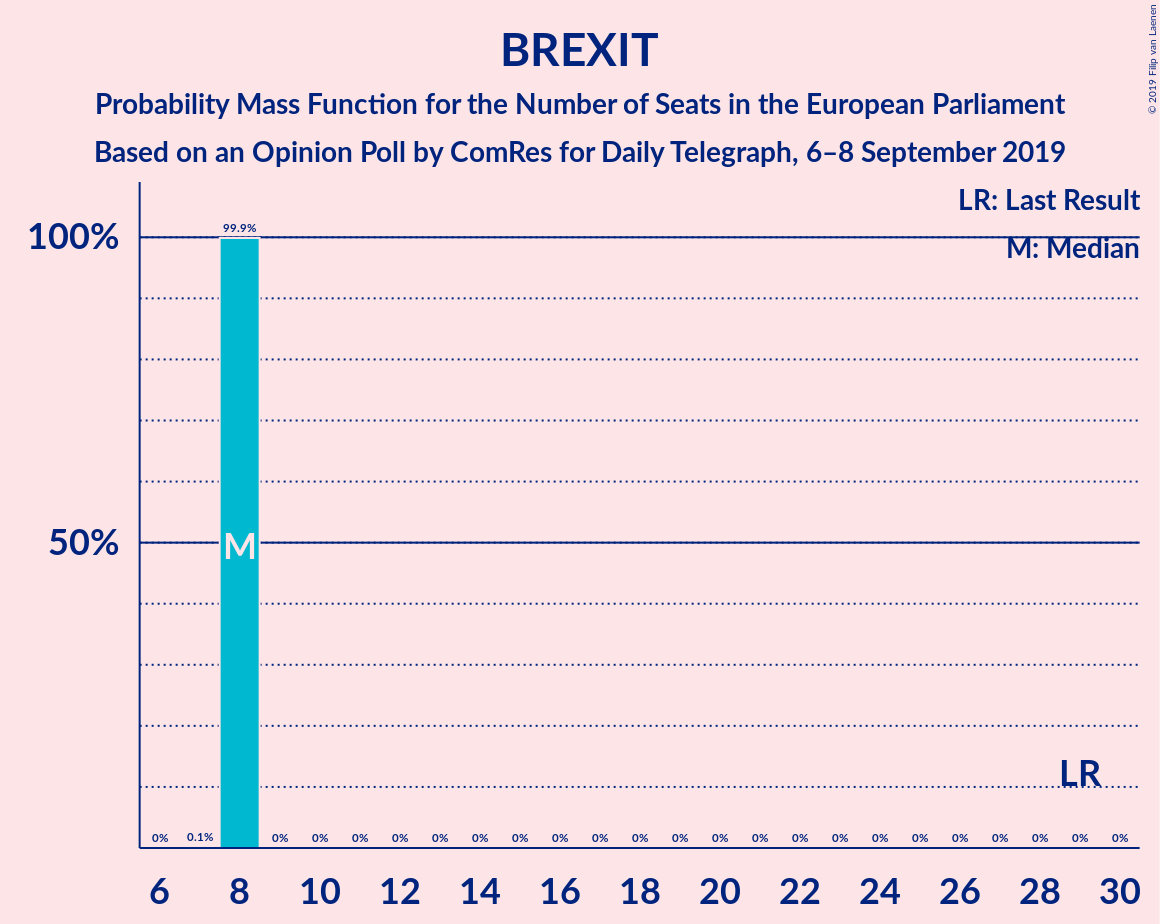 BREXIT
Probability Mass Function for the Number of Seats in the European Parliament
Based on an Opinion Poll by ComRes for Daily Telegraph, 6–8 September 2019
© 2019 Filip van Laenen
LR: Last Result
M: Median
100%
50%
99.9%
M
LR
0% 0.1% 0% 0% 0% 0% 0% 0% 0% 0% 0% 0% 0% 0% 0% 0% 0% 0% 0% 0% 0% 0% 0% 0%
6 8 10 12 14 16 18 20 22 24 26 28 30